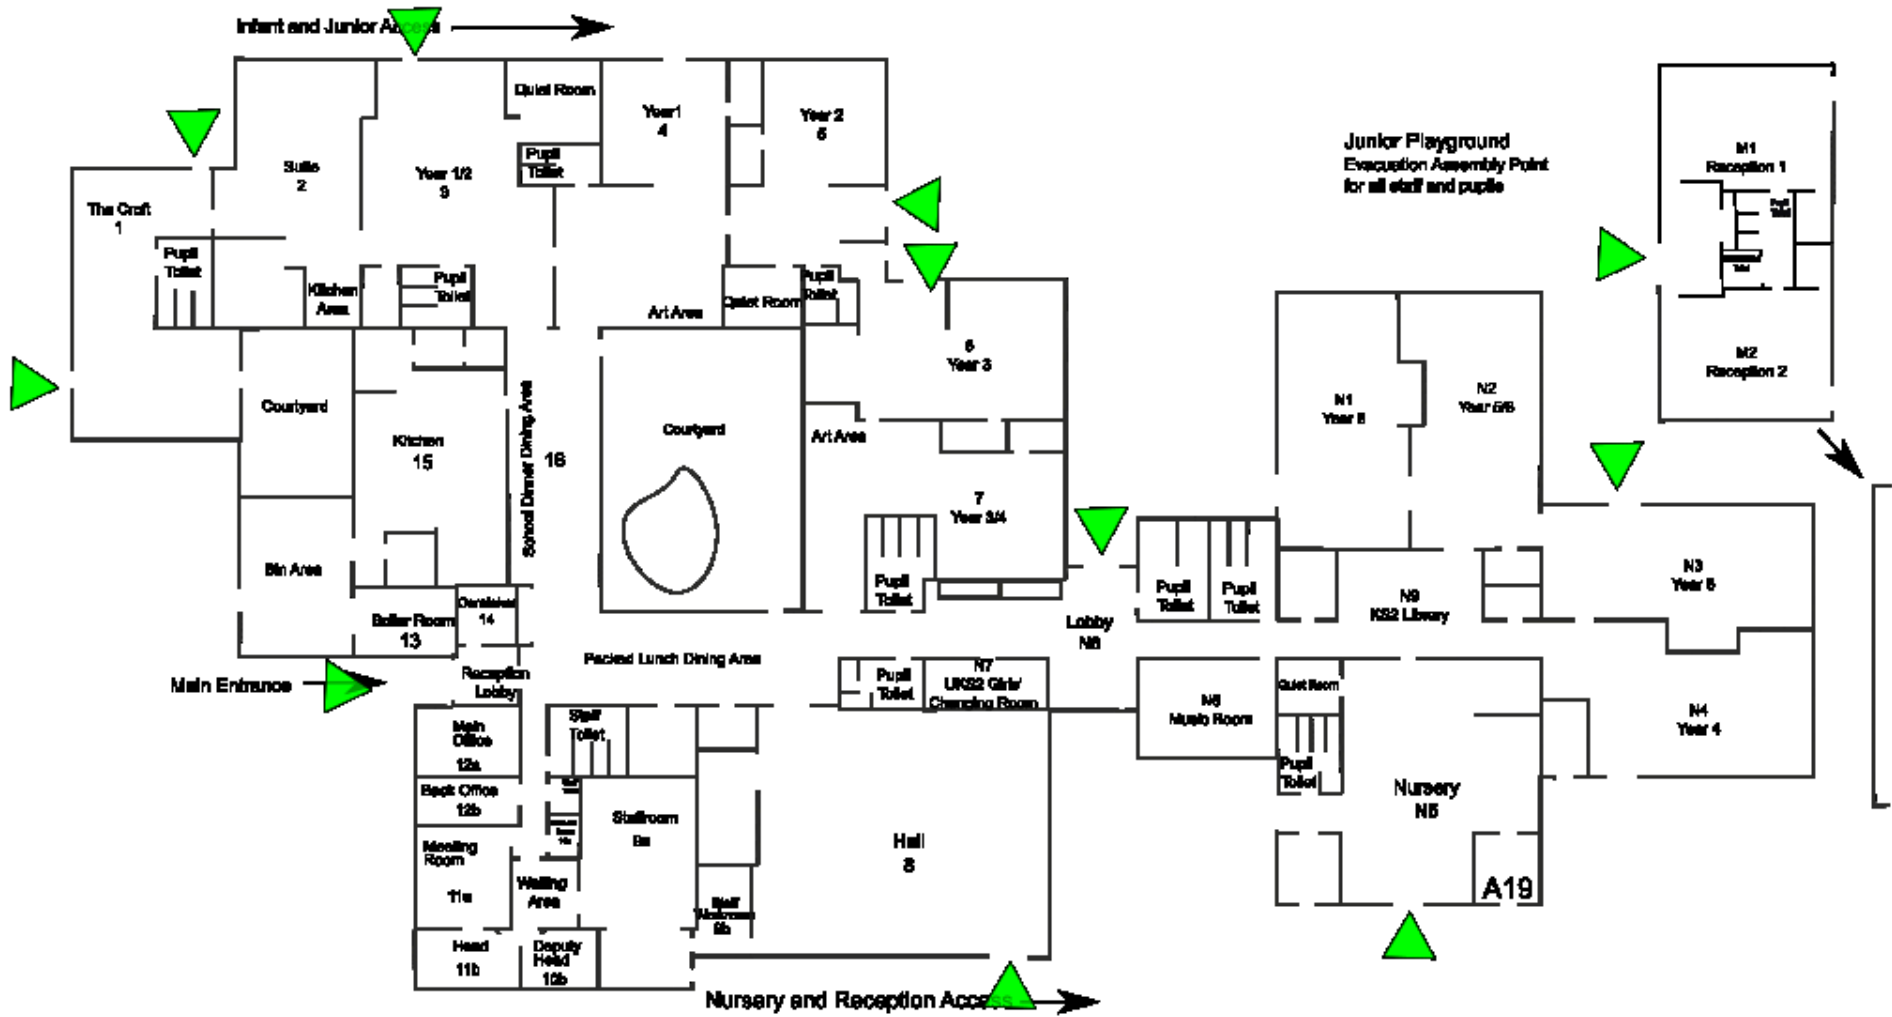 Infant and Junior Access
Quiet Room
Year1
4
Year 2
5
Pupil
Toilet
Suite
2
Year 1/2
3
The Croft
1
Pupil
Toilet
Kitchen
Area
Pupil
Toilet
Art Area
Quiet Room
Pupil
Toilet
6
Year 3
Courtyard
Kitchen
15
School Dinner Dining Area
16
Courtyard
Art Area
7
Year 3/4
Bin Area
Boiler Room
13
Caretaker
14
Pupil
Toilet
Lobby
N8
Pupil
Toilet
Pupil
Toilet
Packed Lunch Dining Area
Main Entrance
Reception
Lobby
Pupil
Toilet
N7
UKS2 Girls'
Changing Room
N6
Music Room
Main
Office
12a
Staff
Toilet
Back Office
12b
Meeting
Room
11a
Staffroom
9a
Hall
8
Waiting
Area
Staff
Workroom
9b
Head
11b
Deputy
Head
10b
Nursery and Reception Access
Junior Playground
Evacuation Assembly Point
for all staff and pupils
M1
Reception 1
Pupil
Toilet
M2
Reception 2
N1
Year 6
N2
Year 5/6
N3
Year 5
N9
KS2 Library
N4
Year 4
Quiet Room
Pupil
Toilet
Nursery
N5
A19